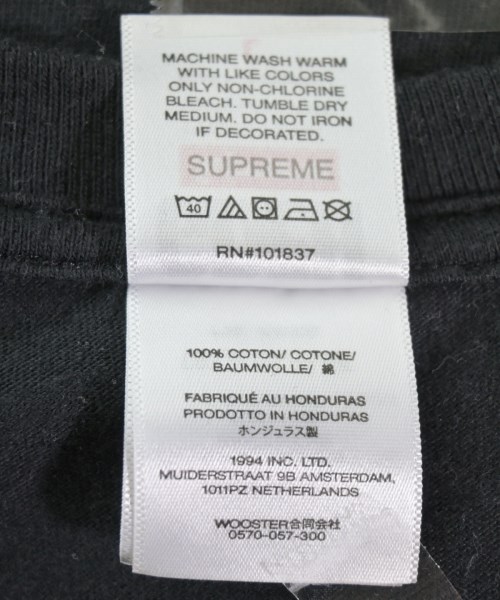 MACHINE WASH WARM
WITH LIKE COLORS
ONLY NON-CHLORINE
BLEACH. TUMBLE DRY
MEDIUM. DO NOT IRON
IF DECORATED.
SUPREME
40
RN#101837
100% COTON/ COTONE/
BAUMWOLLE/ 綿
FABRIQUÉ AU HONDURAS
PRODOTTO IN HONDURAS
ホンジュラス製
1994 INC. LTD.
MUIDERSTRAAT 9B AMSTERDAM,
1011PZ NETHERLANDS
WOOSTER合同会社
0570-057-300